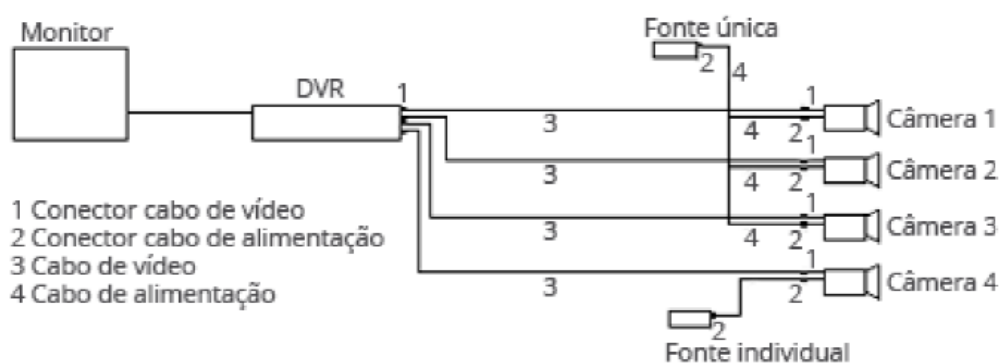 Monitor
Fonte única
2
4
DVR
1
1
3
4
2
Câmera 1
1
3
4
2
Câmera 2
1
3
4
2
Câmera 3
1
3
2
Câmera 4
1 Conector cabo de vídeo
2 Conector cabo de alimentação
3 Cabo de vídeo
4 Cabo de alimentação
2
Fonte individual